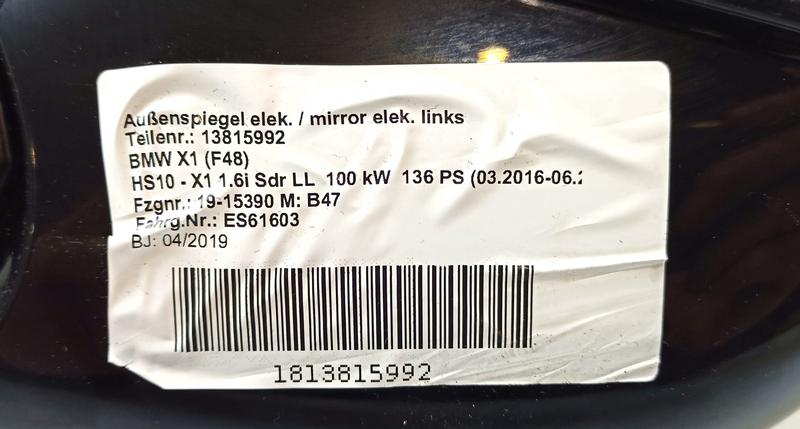 Außenspiegel elek. / mirror elek. links
Teilenr.: 13815992
BMW X1 (F48)
HS10 - X1 1.6i Sdr LL 100 kW 136 PS (03.2016-06.2
Fzgnr.: 19-15390 M: B47
Fahrg.Nr.: ES61603
BJ: 04/2019
1813815992